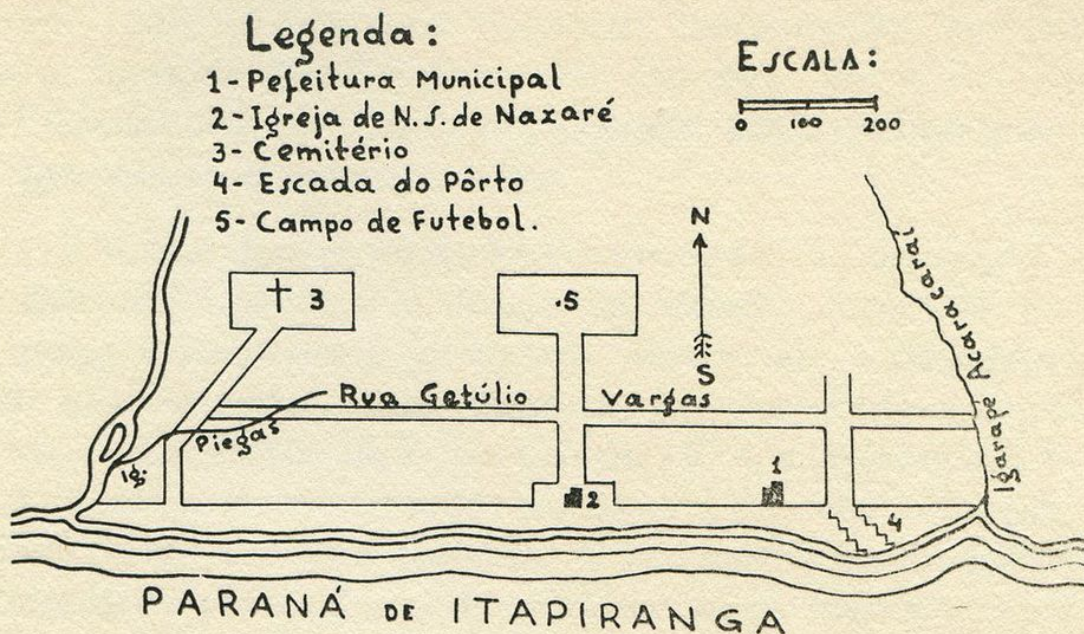 Legenda:
1- Pefeitura Municipal
2- Igreja de N.S. de Naxaré
3- Cemitério
4- Escada do Pôrto
5- Campo de Futebol.
ESCALA:
0 100 200
N
S
3
.5
Rua Getúlio Vargas
Ig. Piegas
1
2
4
Igarapé Acaracaraí
PARANÁ DE ITAPIRANGA